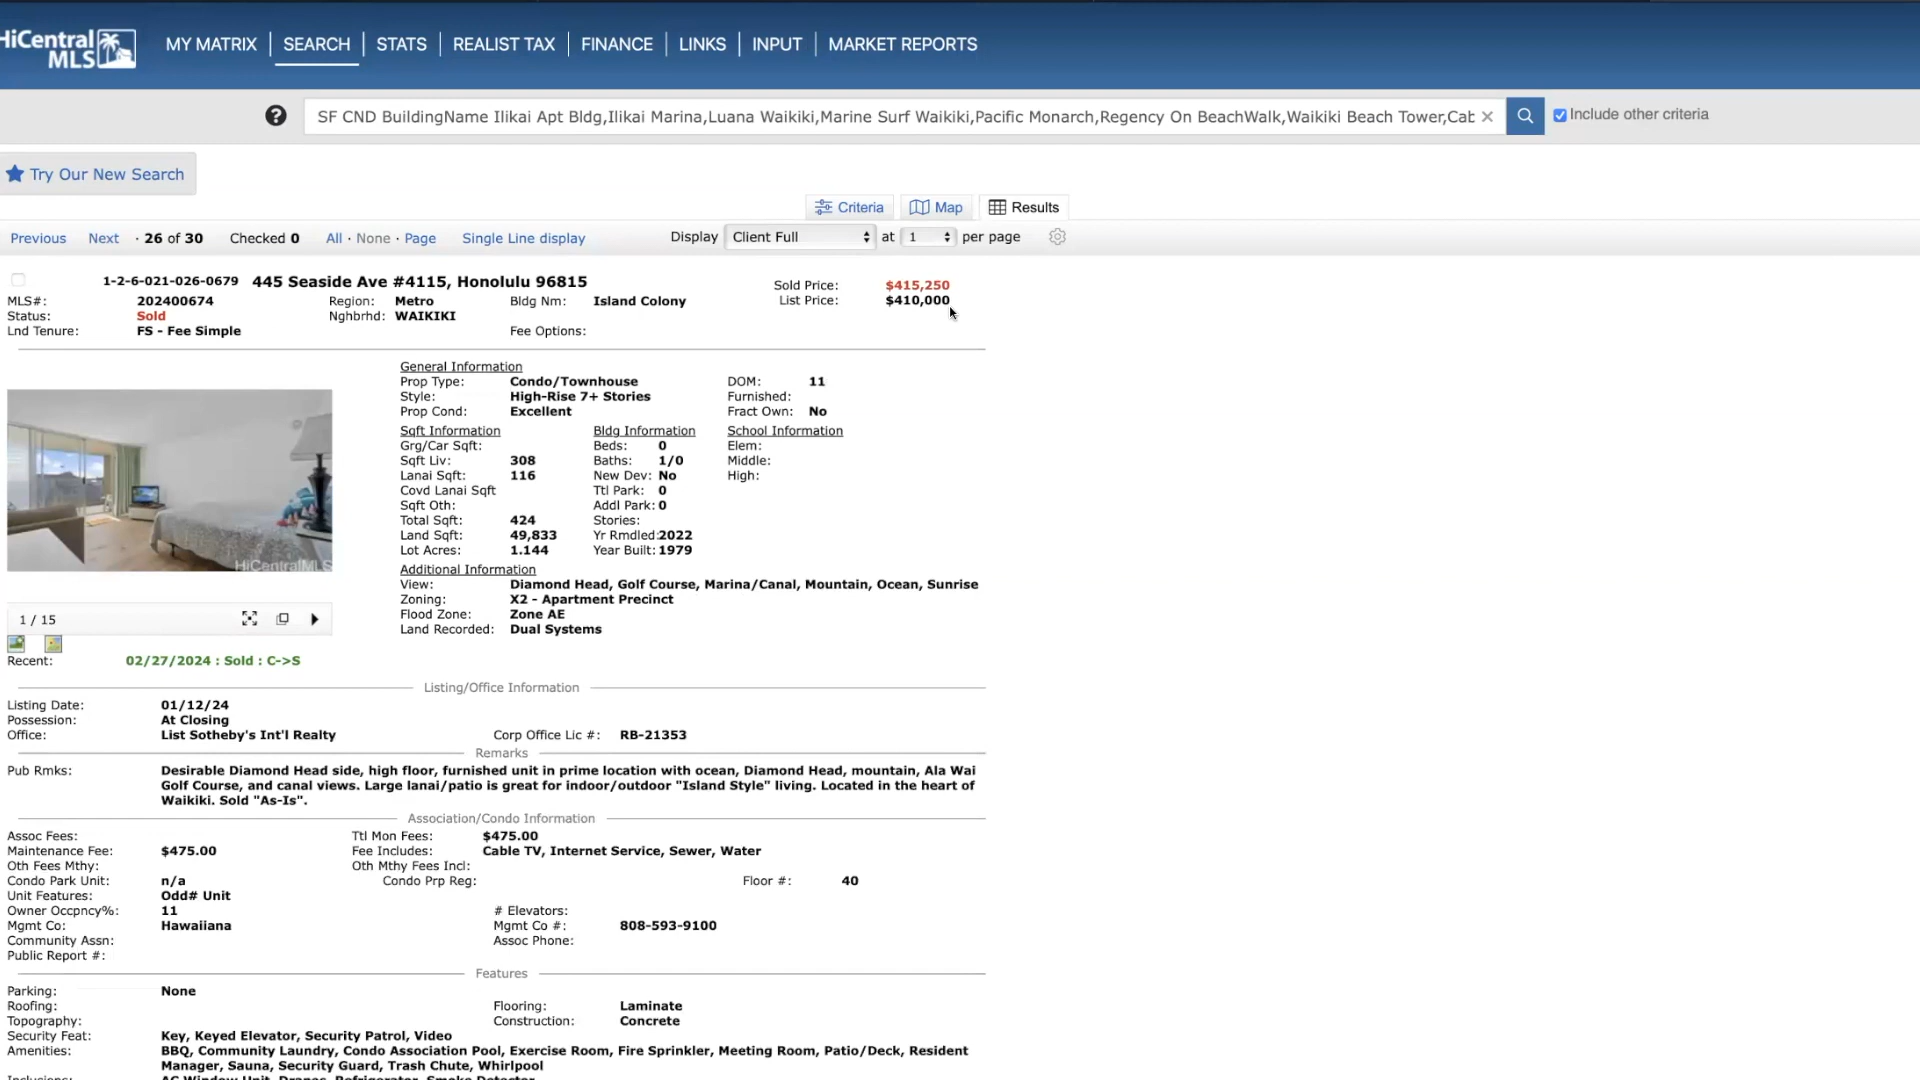 HiCentral MLS
MY MATRIX SEARCH STATS REALIST TAX FINANCE LINKS INPUT MARKET REPORTS
? SF CND BuildingName Ilikai Apt Bldg,Ilikai Marina,Luana Waikiki,Marine Surf Waikiki,Pacific Monarch,Regency On BeachWalk,Waikiki Beach Tower,Cab Include other criteria
Try Our New Search
Criteria Map Results
Previous Next · 26 of 30 Checked 0 All · None · Page Single Line display Display Client Full at 1 per page
1-2-6-021-026-0679 445 Seaside Ave #4115, Honolulu 96815 Sold Price: $415,250
MLS#: 202400674 Region: Metro Bldg Nm: Island Colony List Price: $410,000
Status: Sold Nghbrhd: WAIKIKI
Lnd Tenure: FS - Fee Simple Fee Options:
General Information
Prop Type: Condo/Townhouse DOM: 11
Style: High-Rise 7+ Stories Furnished:
Prop Cond: Excellent Fract Own: No
Sqft Information Bldg Information School Information
Grg/Car Sqft: Beds: 0 Elem:
Sqft Liv: 308 Baths: 1/0 Middle:
Lanai Sqft: 116 New Dev: No High:
Covd Lanai Sqft Ttl Park: 0
Sqft Oth: Addl Park: 0
Total Sqft: 424 Stories:
Land Sqft: 49,833 Yr Rmdled: 2022
Lot Acres: 1.144 Year Built: 1979
HiCentralMLS
Additional Information
View: Diamond Head, Golf Course, Marina/Canal, Mountain, Ocean, Sunrise
Zoning: X2 - Apartment Precinct
Flood Zone: Zone AE
Land Recorded: Dual Systems
1 / 15
Recent: 02/27/2024 : Sold : C->S
Listing/Office Information
Listing Date: 01/12/24
Possession: At Closing
Office: List Sotheby's Int'l Realty Corp Office Lic #: RB-21353
Remarks
Pub Rmks: Desirable Diamond Head side, high floor, furnished unit in prime location with ocean, Diamond Head, mountain, Ala Wai
Golf Course, and canal views. Large lanai/patio is great for indoor/outdoor "Island Style" living. Located in the heart of
Waikiki. Sold "As-Is".
Association/Condo Information
Assoc Fees: Ttl Mon Fees: $475.00
Maintenance Fee: $475.00 Fee Includes: Cable TV, Internet Service, Sewer, Water
Oth Fees Mthy: Oth Mthy Fees Incl:
Condo Park Unit: n/a Condo Prp Reg: Floor #: 40
Unit Features: Odd# Unit
Owner Occpncy%: 11 # Elevators:
Mgmt Co: Hawaiiana Mgmt Co #: 808-593-9100
Community Assn: Assoc Phone:
Public Report #:
Features
Parking: None
Roofing: Flooring: Laminate
Topography: Construction: Concrete
Security Feat: Key, Keyed Elevator, Security Patrol, Video
Amenities: BBQ, Community Laundry, Condo Association Pool, Exercise Room, Fire Sprinkler, Meeting Room, Patio/Deck, Resident
Manager, Sauna, Security Guard, Trash Chute, Whirlpool
Inclusions: AC Window Unit, Drapes, Refrigerator, Smoke Detector